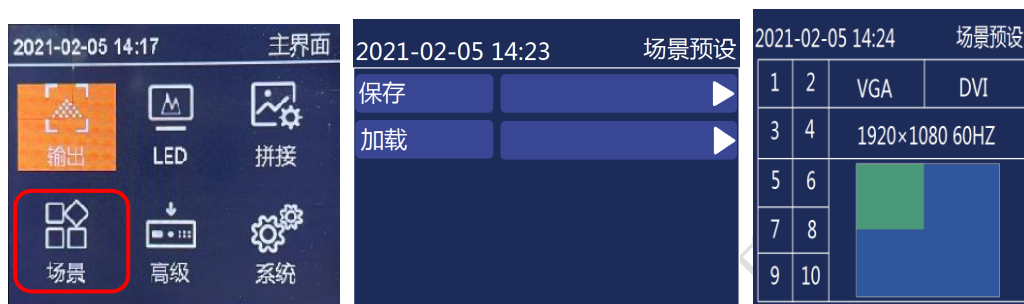 2021-02-05 14:17 主界面
输出 LED 拼接
场景 高级 系统
2021-02-05 14:23 场景预设
保存
加载
2021-02-05 14:24 场景预设
1 2 VGA DVI
3 4 1920×1080 60HZ
5 6
7 8
9 10